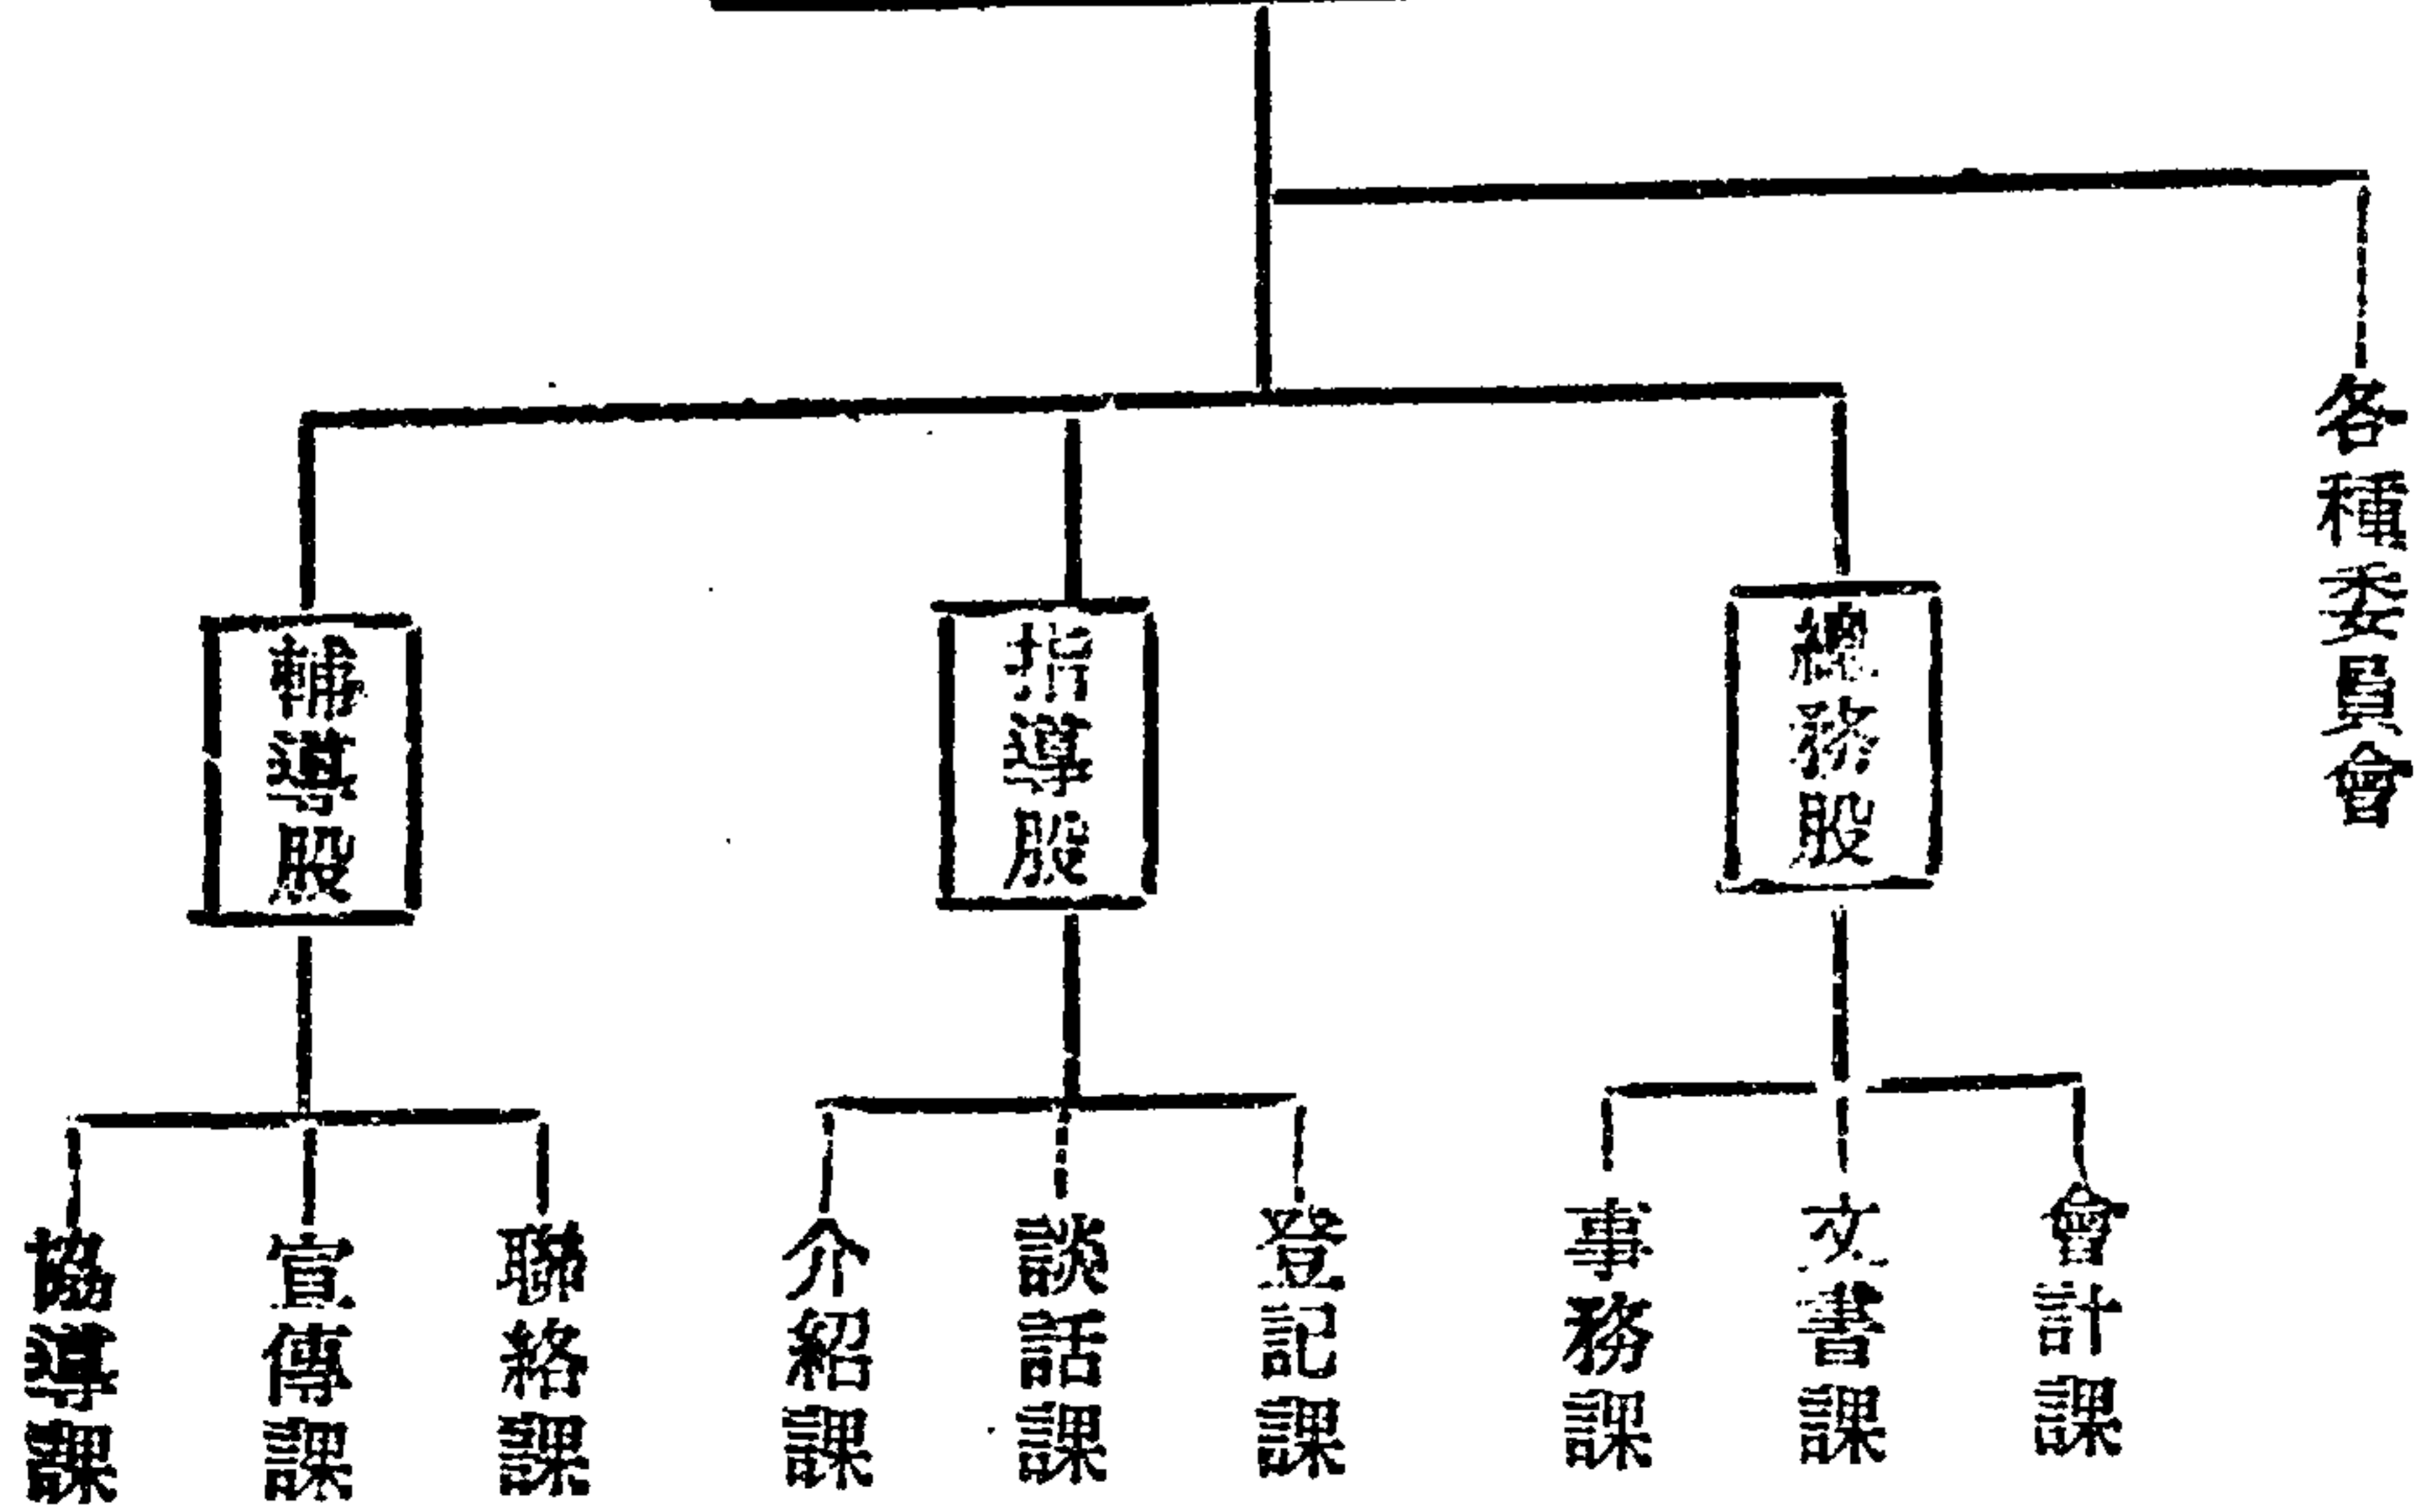 各種委員會
總務股
指導股
輔導股
會計課
文書課
事務課
登記課
談話課
介紹課
聯絡課
宣傳課
協導課